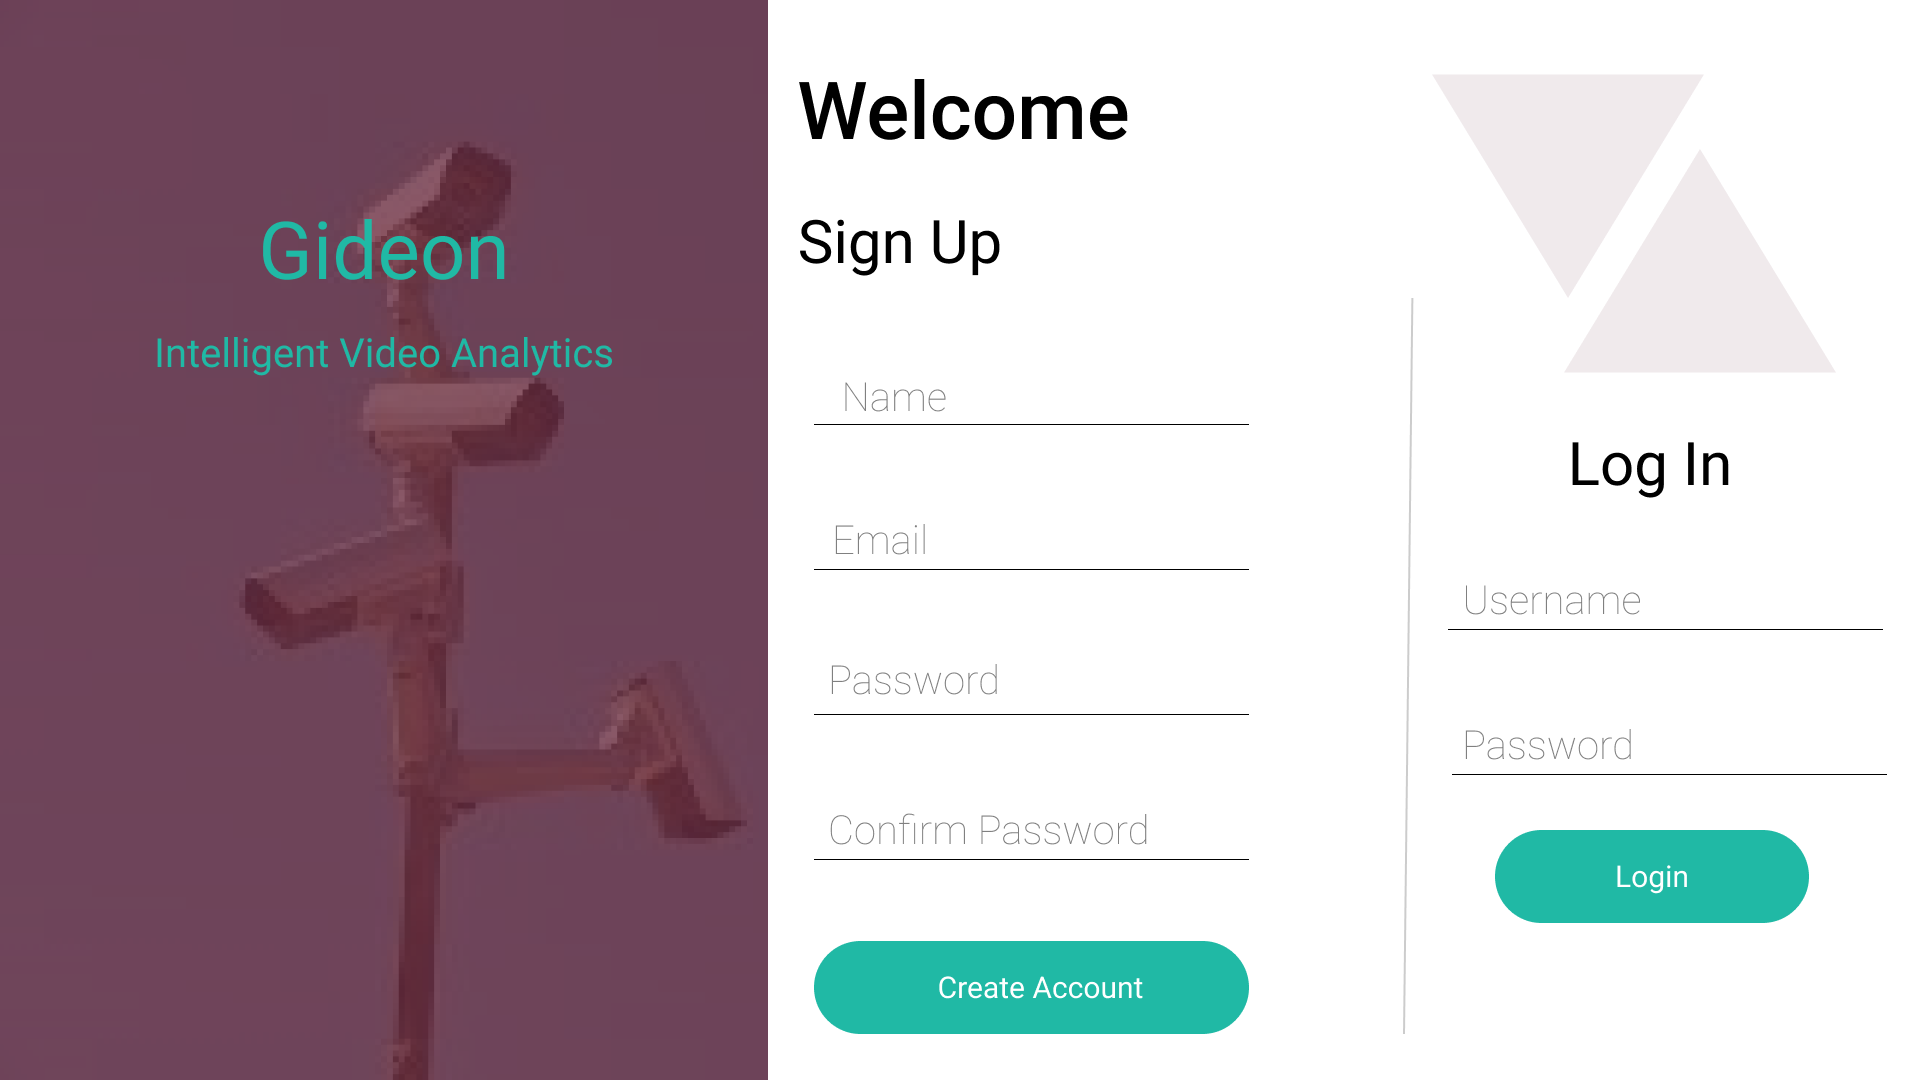 Gideon
Intelligent Video Analytics
Welcome
Sign Up
Name
Email
Password
Confirm Password
Create Account
Log In
Username
Password
Login